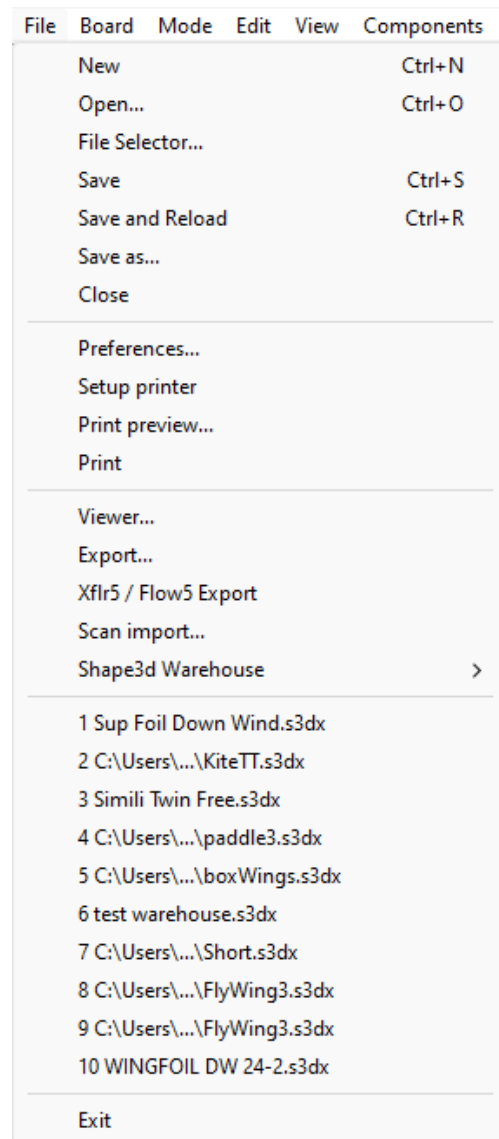 File Board Mode Edit View Components
New Ctrl+N
Open... Ctrl+O
File Selector...
Save Ctrl+S
Save and Reload Ctrl+R
Save as...
Close
Preferences...
Setup printer
Print preview...
Print
Viewer...
Export...
Xflr5 / Flow5 Export
Scan import...
Shape3d Warehouse >
1 Sup Foil Down Wind.s3dx
2 C:\Users\...\KiteTT.s3dx
3 Simili Twin Free.s3dx
4 C:\Users\...\paddle3.s3dx
5 C:\Users\...\boxWings.s3dx
6 test warehouse.s3dx
7 C:\Users\...\Short.s3dx
8 C:\Users\...\FlyWing3.s3dx
9 C:\Users\...\FlyWing3.s3dx
10 WINGFOIL DW 24-2.s3dx
Exit